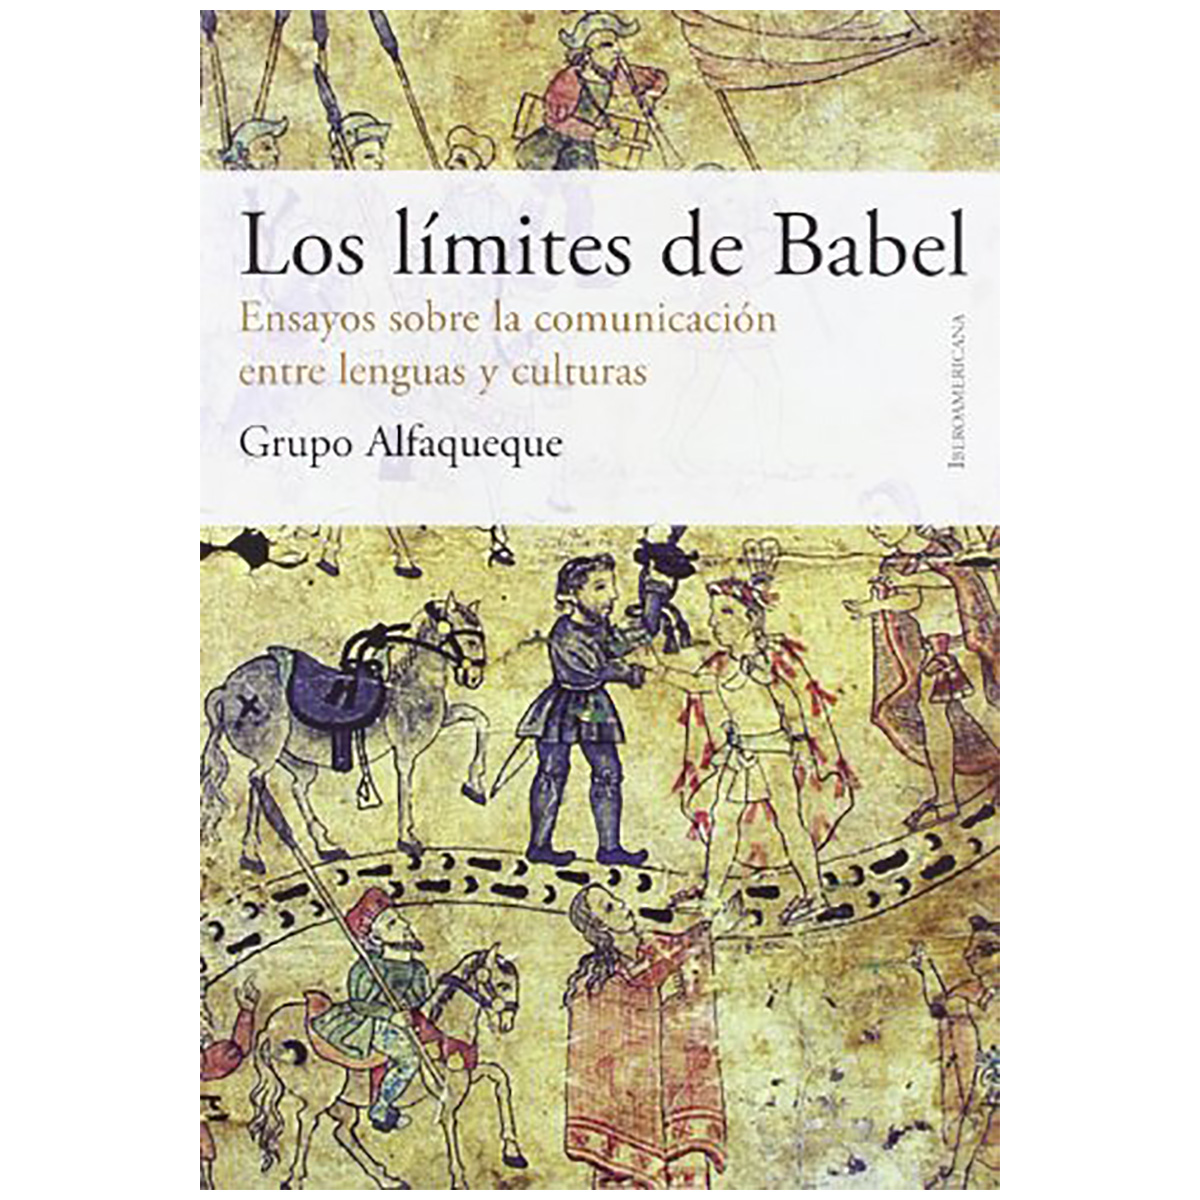 Los límites de Babel
Ensayos sobre la comunicación
entre lenguas y culturas
Grupo Alfaqueque
IBEROAMERICANA